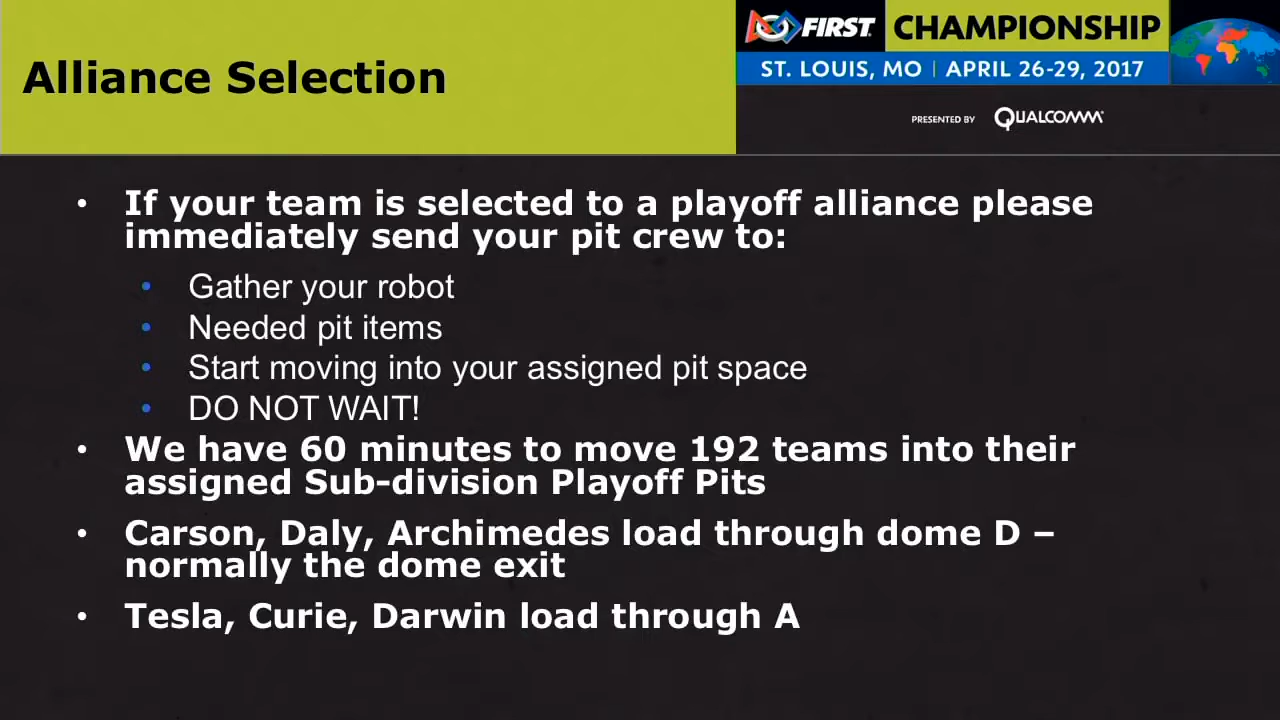 Alliance Selection
FIRST CHAMPIONSHIP
ST. LOUIS, MO | APRIL 26-29, 2017
PRESENTED BY QUALCOMM
• If your team is selected to a playoff alliance please
immediately send your pit crew to:
• Gather your robot
• Needed pit items
• Start moving into your assigned pit space
• DO NOT WAIT!
• We have 60 minutes to move 192 teams into their
assigned Sub-division Playoff Pits
• Carson, Daly, Archimedes load through dome D –
normally the dome exit
• Tesla, Curie, Darwin load through A